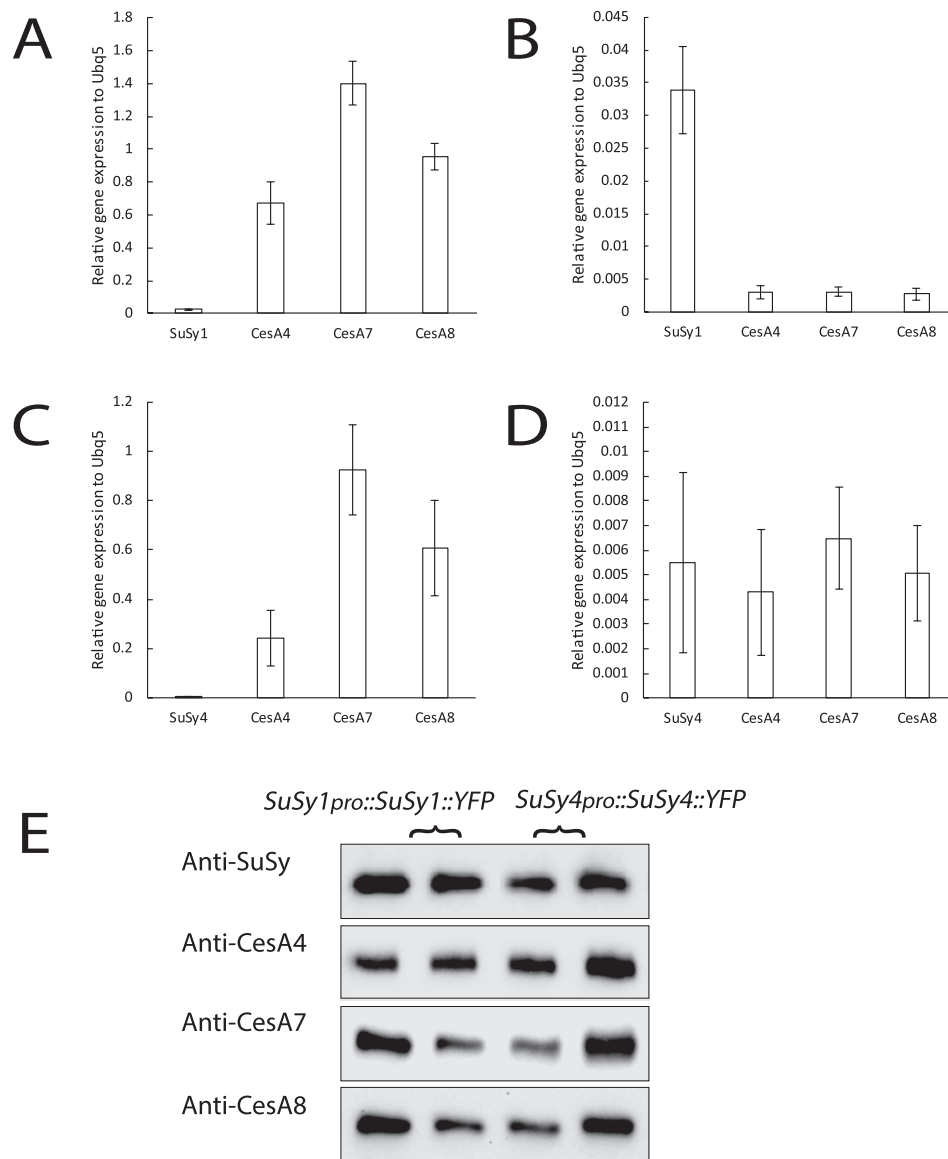 A
Relative gene expression to Ubq5
1.8
1.6
1.4
1.2
1
0.8
0.6
0.4
0.2
0
SuSy1 CesA4 CesA7 CesA8
B
Relative gene expression to Ubq5
0.045
0.04
0.035
0.03
0.025
0.02
0.015
0.01
0.005
0
SuSy1 CesA4 CesA7 CesA8
C
Relative gene expression to Ubq5
1.2
1
0.8
0.6
0.4
0.2
0
SuSy4 CesA4 CesA7 CesA8
D
Relative gene expression to Ubq5
0.012
0.011
0.01
0.009
0.008
0.007
0.006
0.005
0.004
0.003
0.002
0.001
0
SuSy4 CesA4 CesA7 CesA8
E
SuSy1pro::SuSy1::YFP SuSy4pro::SuSy4::YFP
Anti-SuSy
Anti-CesA4
Anti-CesA7
Anti-CesA8